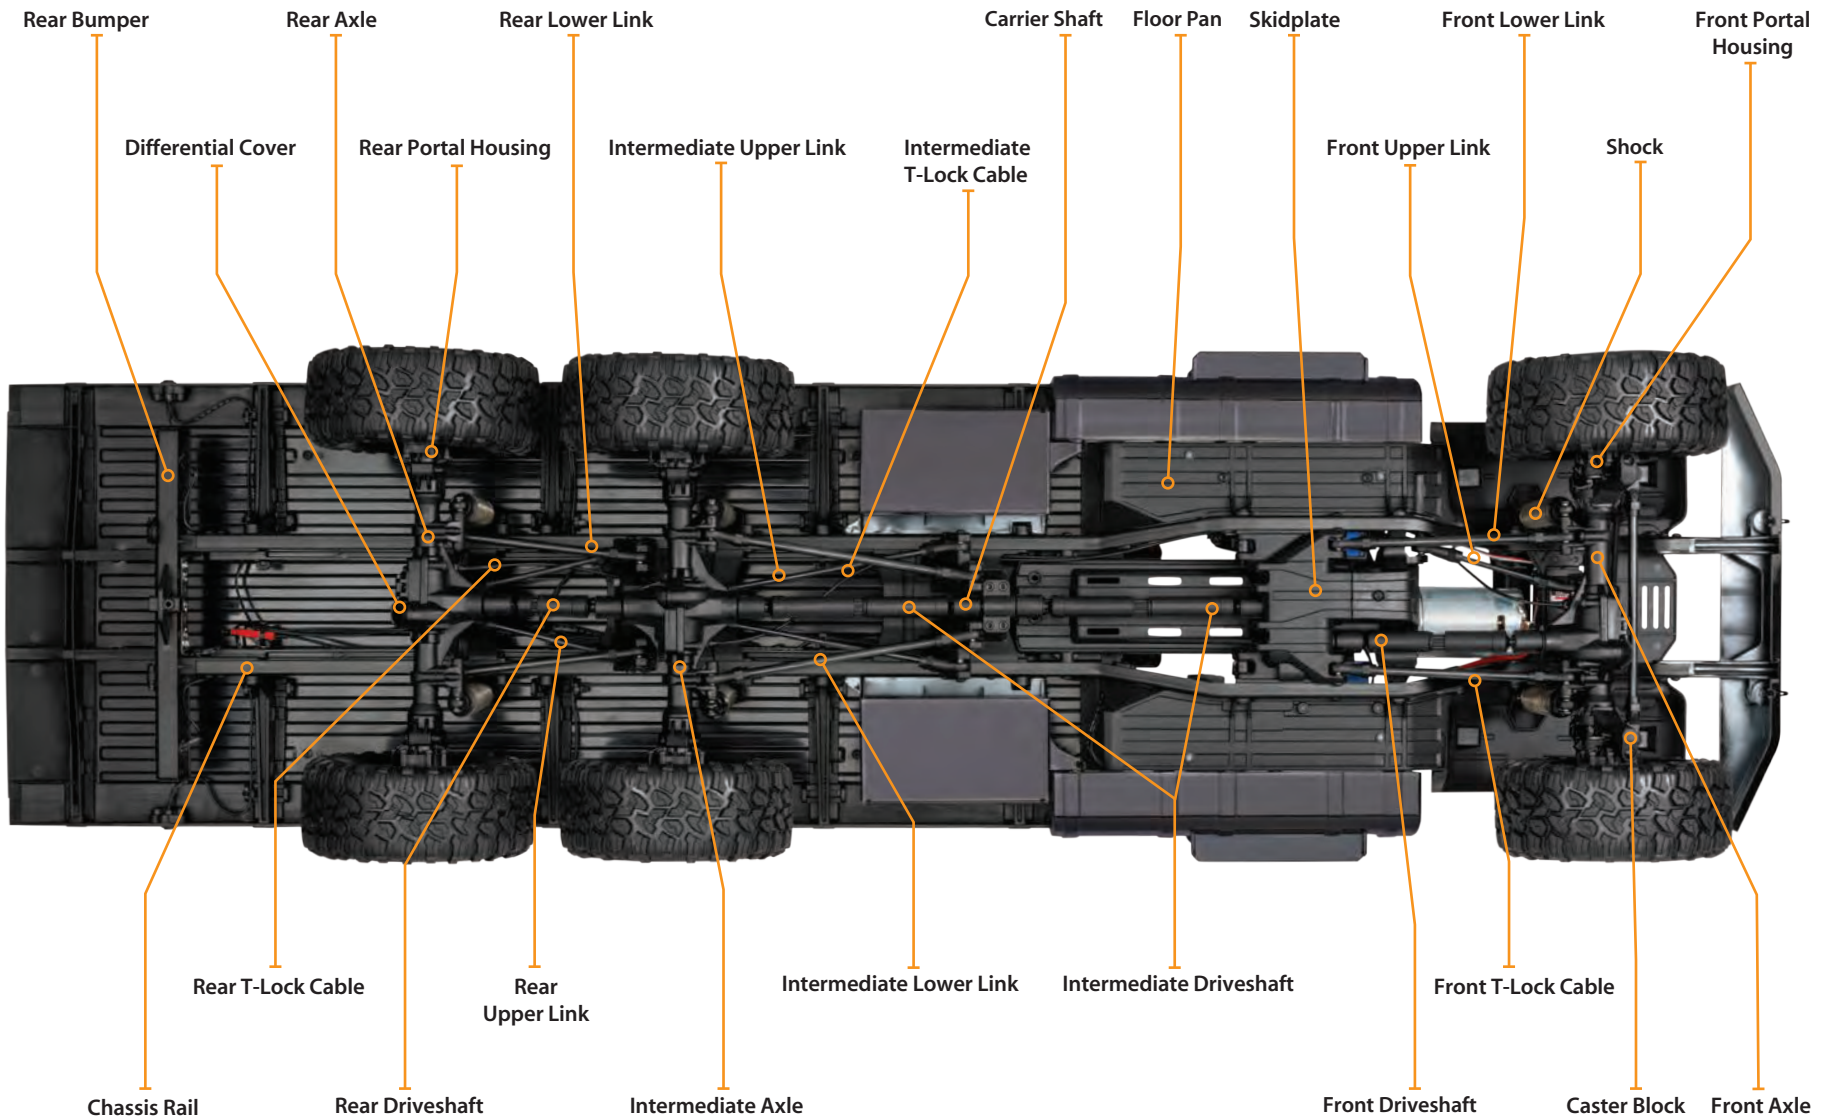 Rear Bumper
Rear Axle
Rear Lower Link
Carrier Shaft
Floor Pan
Skidplate
Front Lower Link
Front Portal
Housing
Differential Cover
Rear Portal Housing
Intermediate Upper Link
Intermediate
T-Lock Cable
Front Upper Link
Shock
Rear T-Lock Cable
Rear
Upper Link
Intermediate Lower Link
Intermediate Driveshaft
Front T-Lock Cable
Chassis Rail
Rear Driveshaft
Intermediate Axle
Front Driveshaft
Caster Block
Front Axle